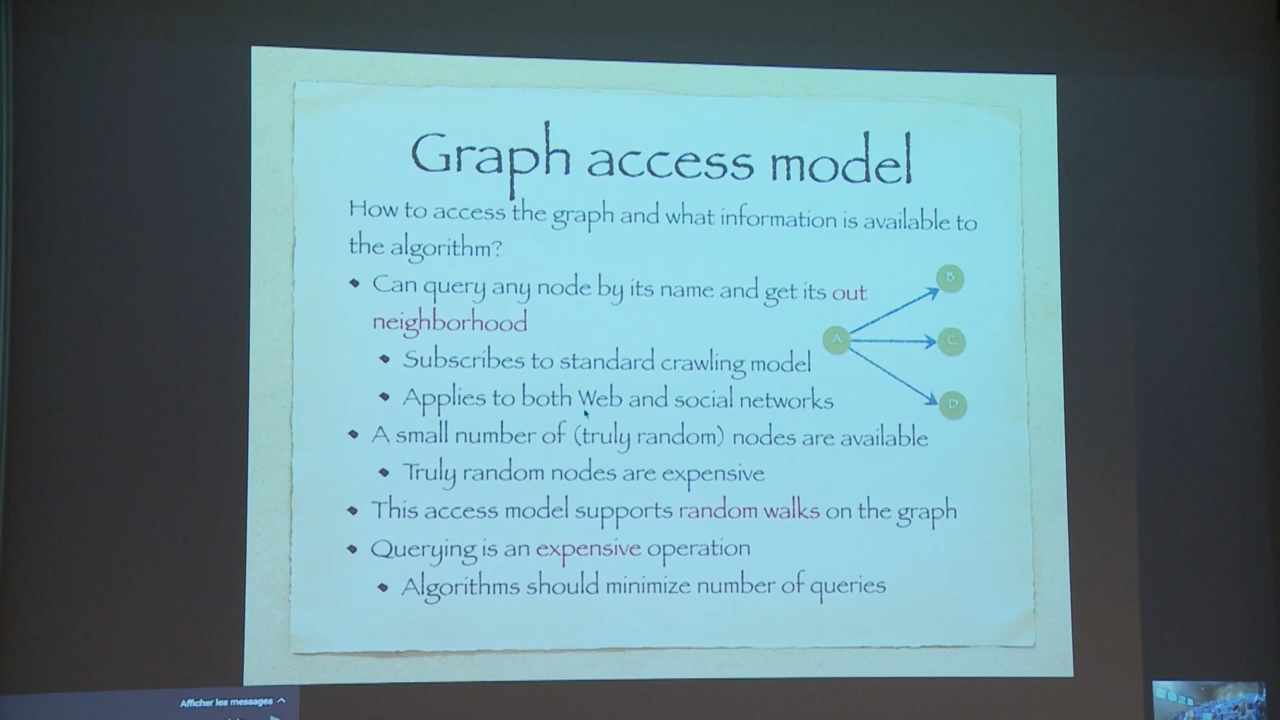 Graph access model
How to access the graph and what information is available to
the algorithm?
• Can query any node by its name and get its out
neighborhood
• Subscribes to standard crawling model
• Applies to both Web and social networks
• A small number of (truly random) nodes are available
• Truly random nodes are expensive
• This access model supports random walks on the graph
• Querying is an expensive operation
• Algorithms should minimize number of queries
B
A
C
D
Afficher les messages